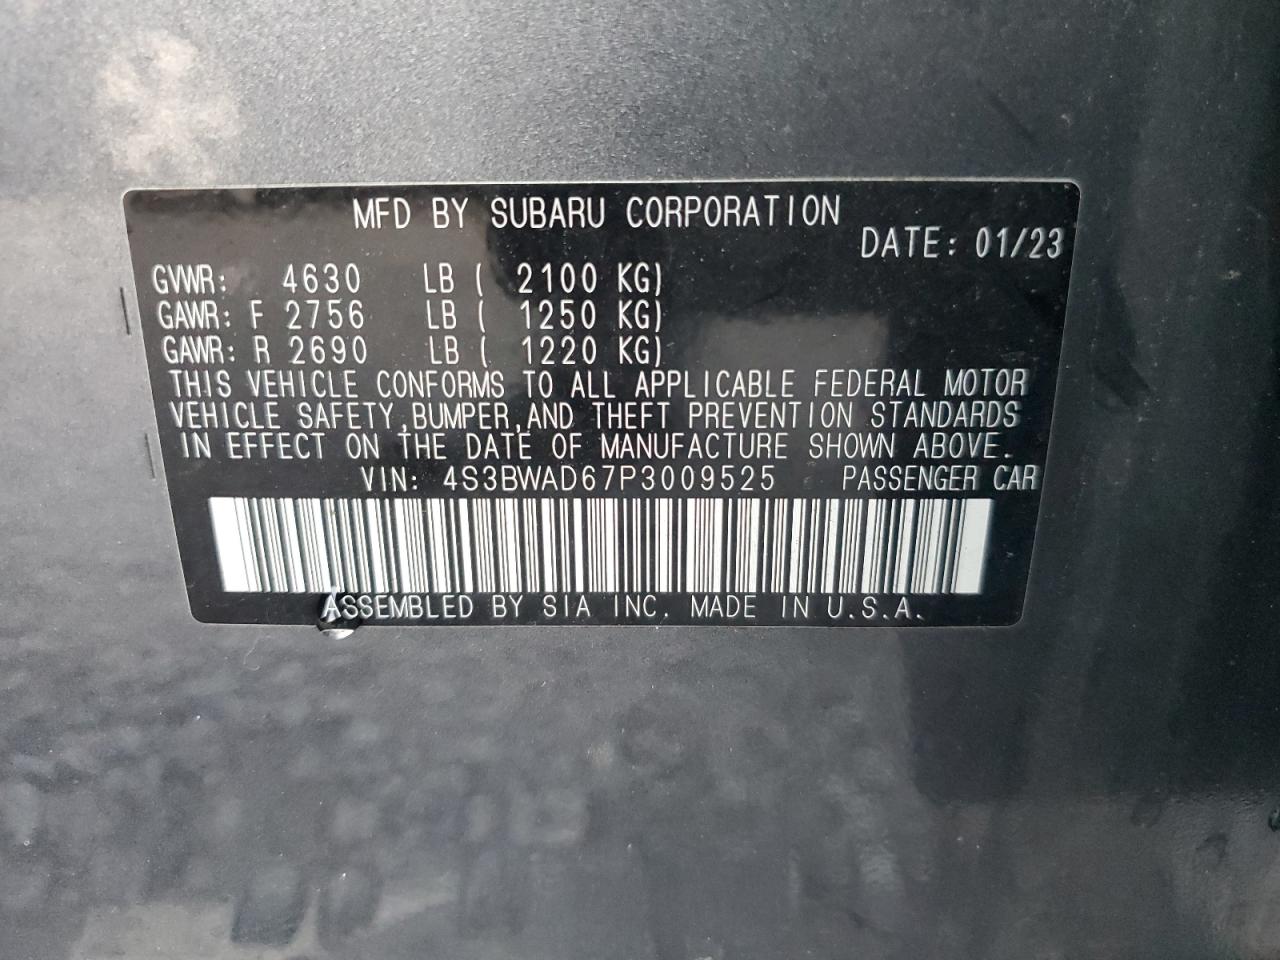 MFD BY SUBARU CORPORATION
DATE: 01/23
GVWR: 4630 LB ( 2100 KG)
GAWR: F 2756 LB ( 1250 KG)
GAWR: R 2690 LB ( 1220 KG)
THIS VEHICLE CONFORMS TO ALL APPLICABLE FEDERAL MOTOR
VEHICLE SAFETY,BUMPER,AND THEFT PREVENTION STANDARDS
IN EFFECT ON THE DATE OF MANUFACTURE SHOWN ABOVE.
VIN: 4S3BWAD67P3009525 PASSENGER CAR
ASSEMBLED BY SIA INC. MADE IN U.S.A.